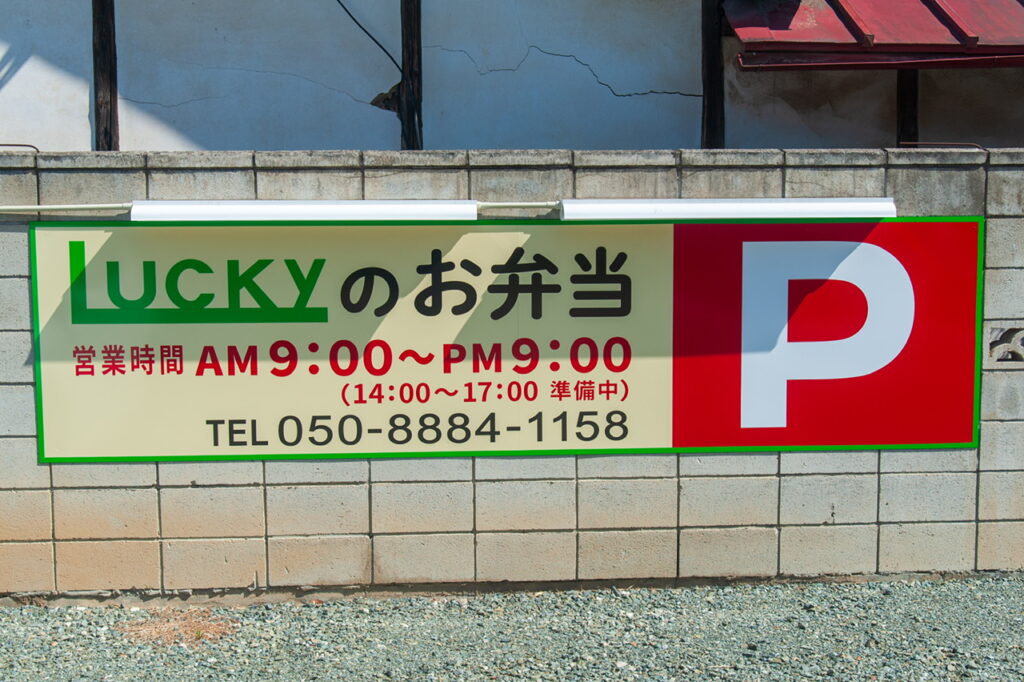 LUCKYのお弁当
営業時間 AM9:00〜PM9:00
(14:00〜17:00 準備中)
TEL 050-8884-1158
P